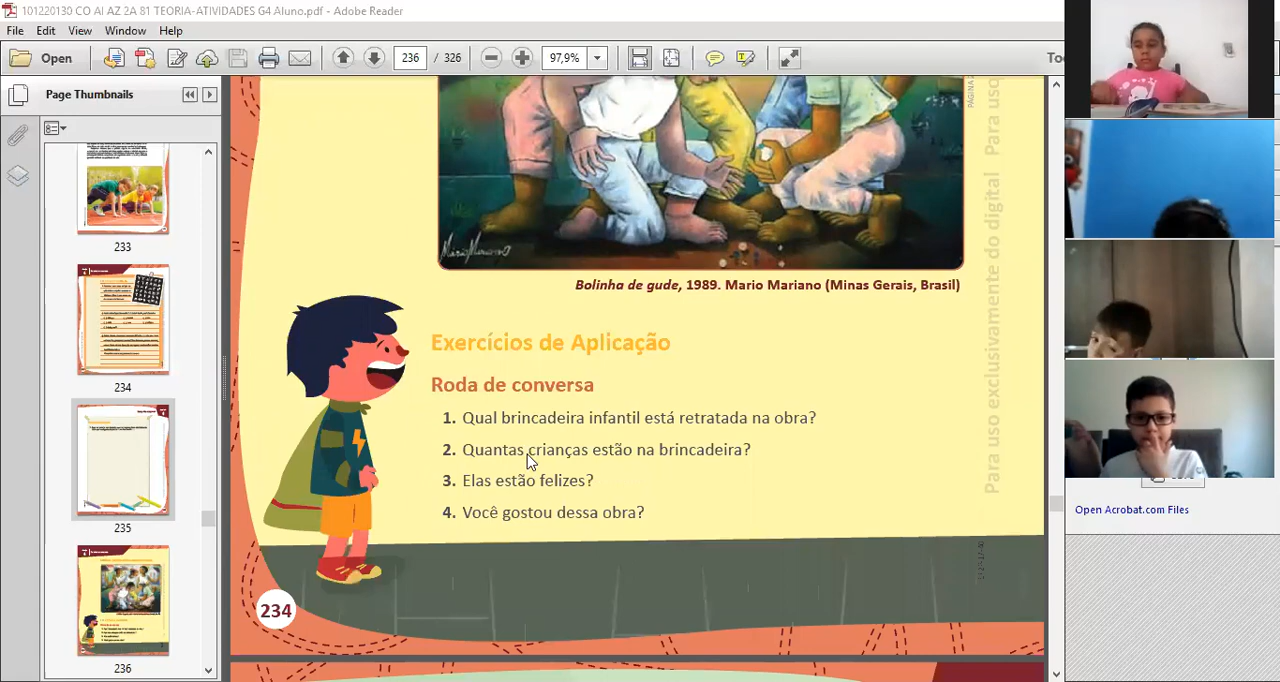 101220130 CO AI AZ 2A 81 TEORIA-ATIVIDADES G4 Aluno.pdf - Adobe Reader
File Edit View Window Help
Open
236 / 326
97,9%
Page Thumbnails
233
234
235
236
Mário Mariano
Bolinha de gude, 1989. Mario Mariano (Minas Gerais, Brasil)
Exercícios de Aplicação
Roda de conversa
1. Qual brincadeira infantil está retratada na obra?
2. Quantas crianças estão na brincadeira?
3. Elas estão felizes?
4. Você gostou dessa obra?
234
Para uso exclusivamente do digital Para uso
Open Acrobat.com Files